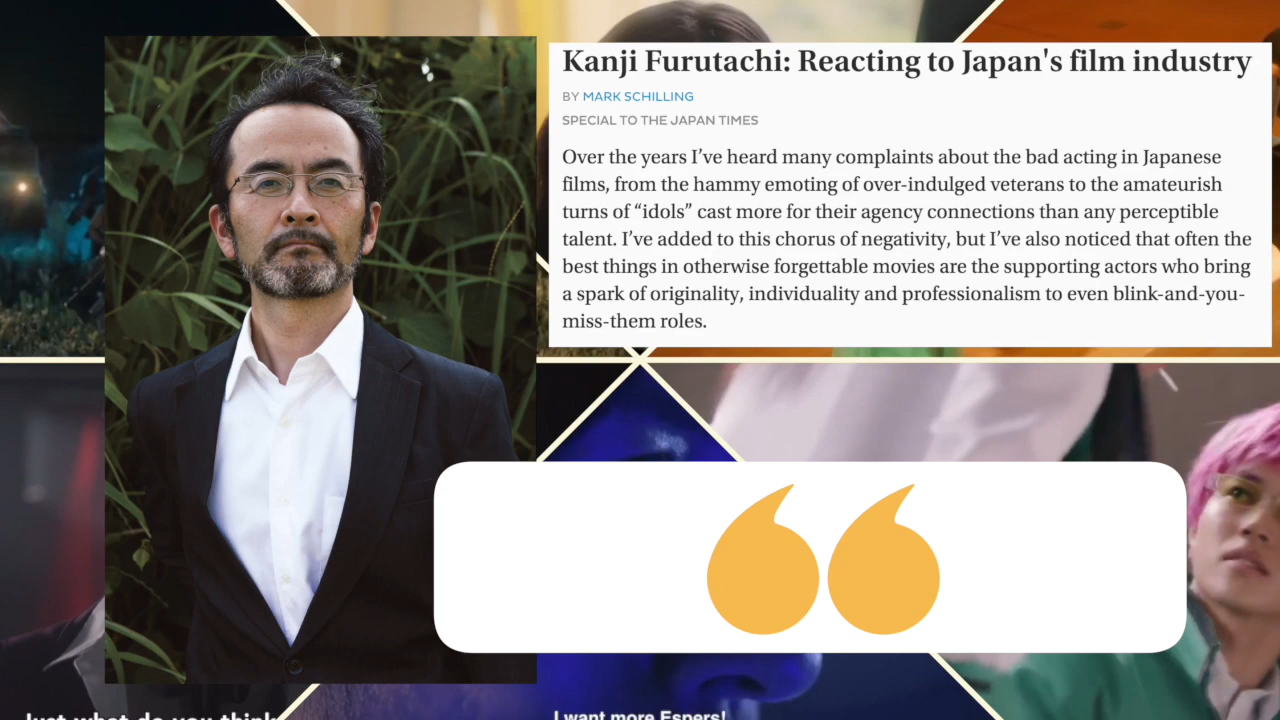 Kanji Furutachi: Reacting to Japan's film industry
BY MARK SCHILLING
SPECIAL TO THE JAPAN TIMES
Over the years I’ve heard many complaints about the bad acting in Japanese
films, from the hammy emoting of over-indulged veterans to the amateurish
turns of “idols” cast more for their agency connections than any perceptible
talent. I’ve added to this chorus of negativity, but I’ve also noticed that often the
best things in otherwise forgettable movies are the supporting actors who bring
a spark of originality, individuality and professionalism to even blink-and-you-
miss-them roles.
Just what do you think
I want more Espers!